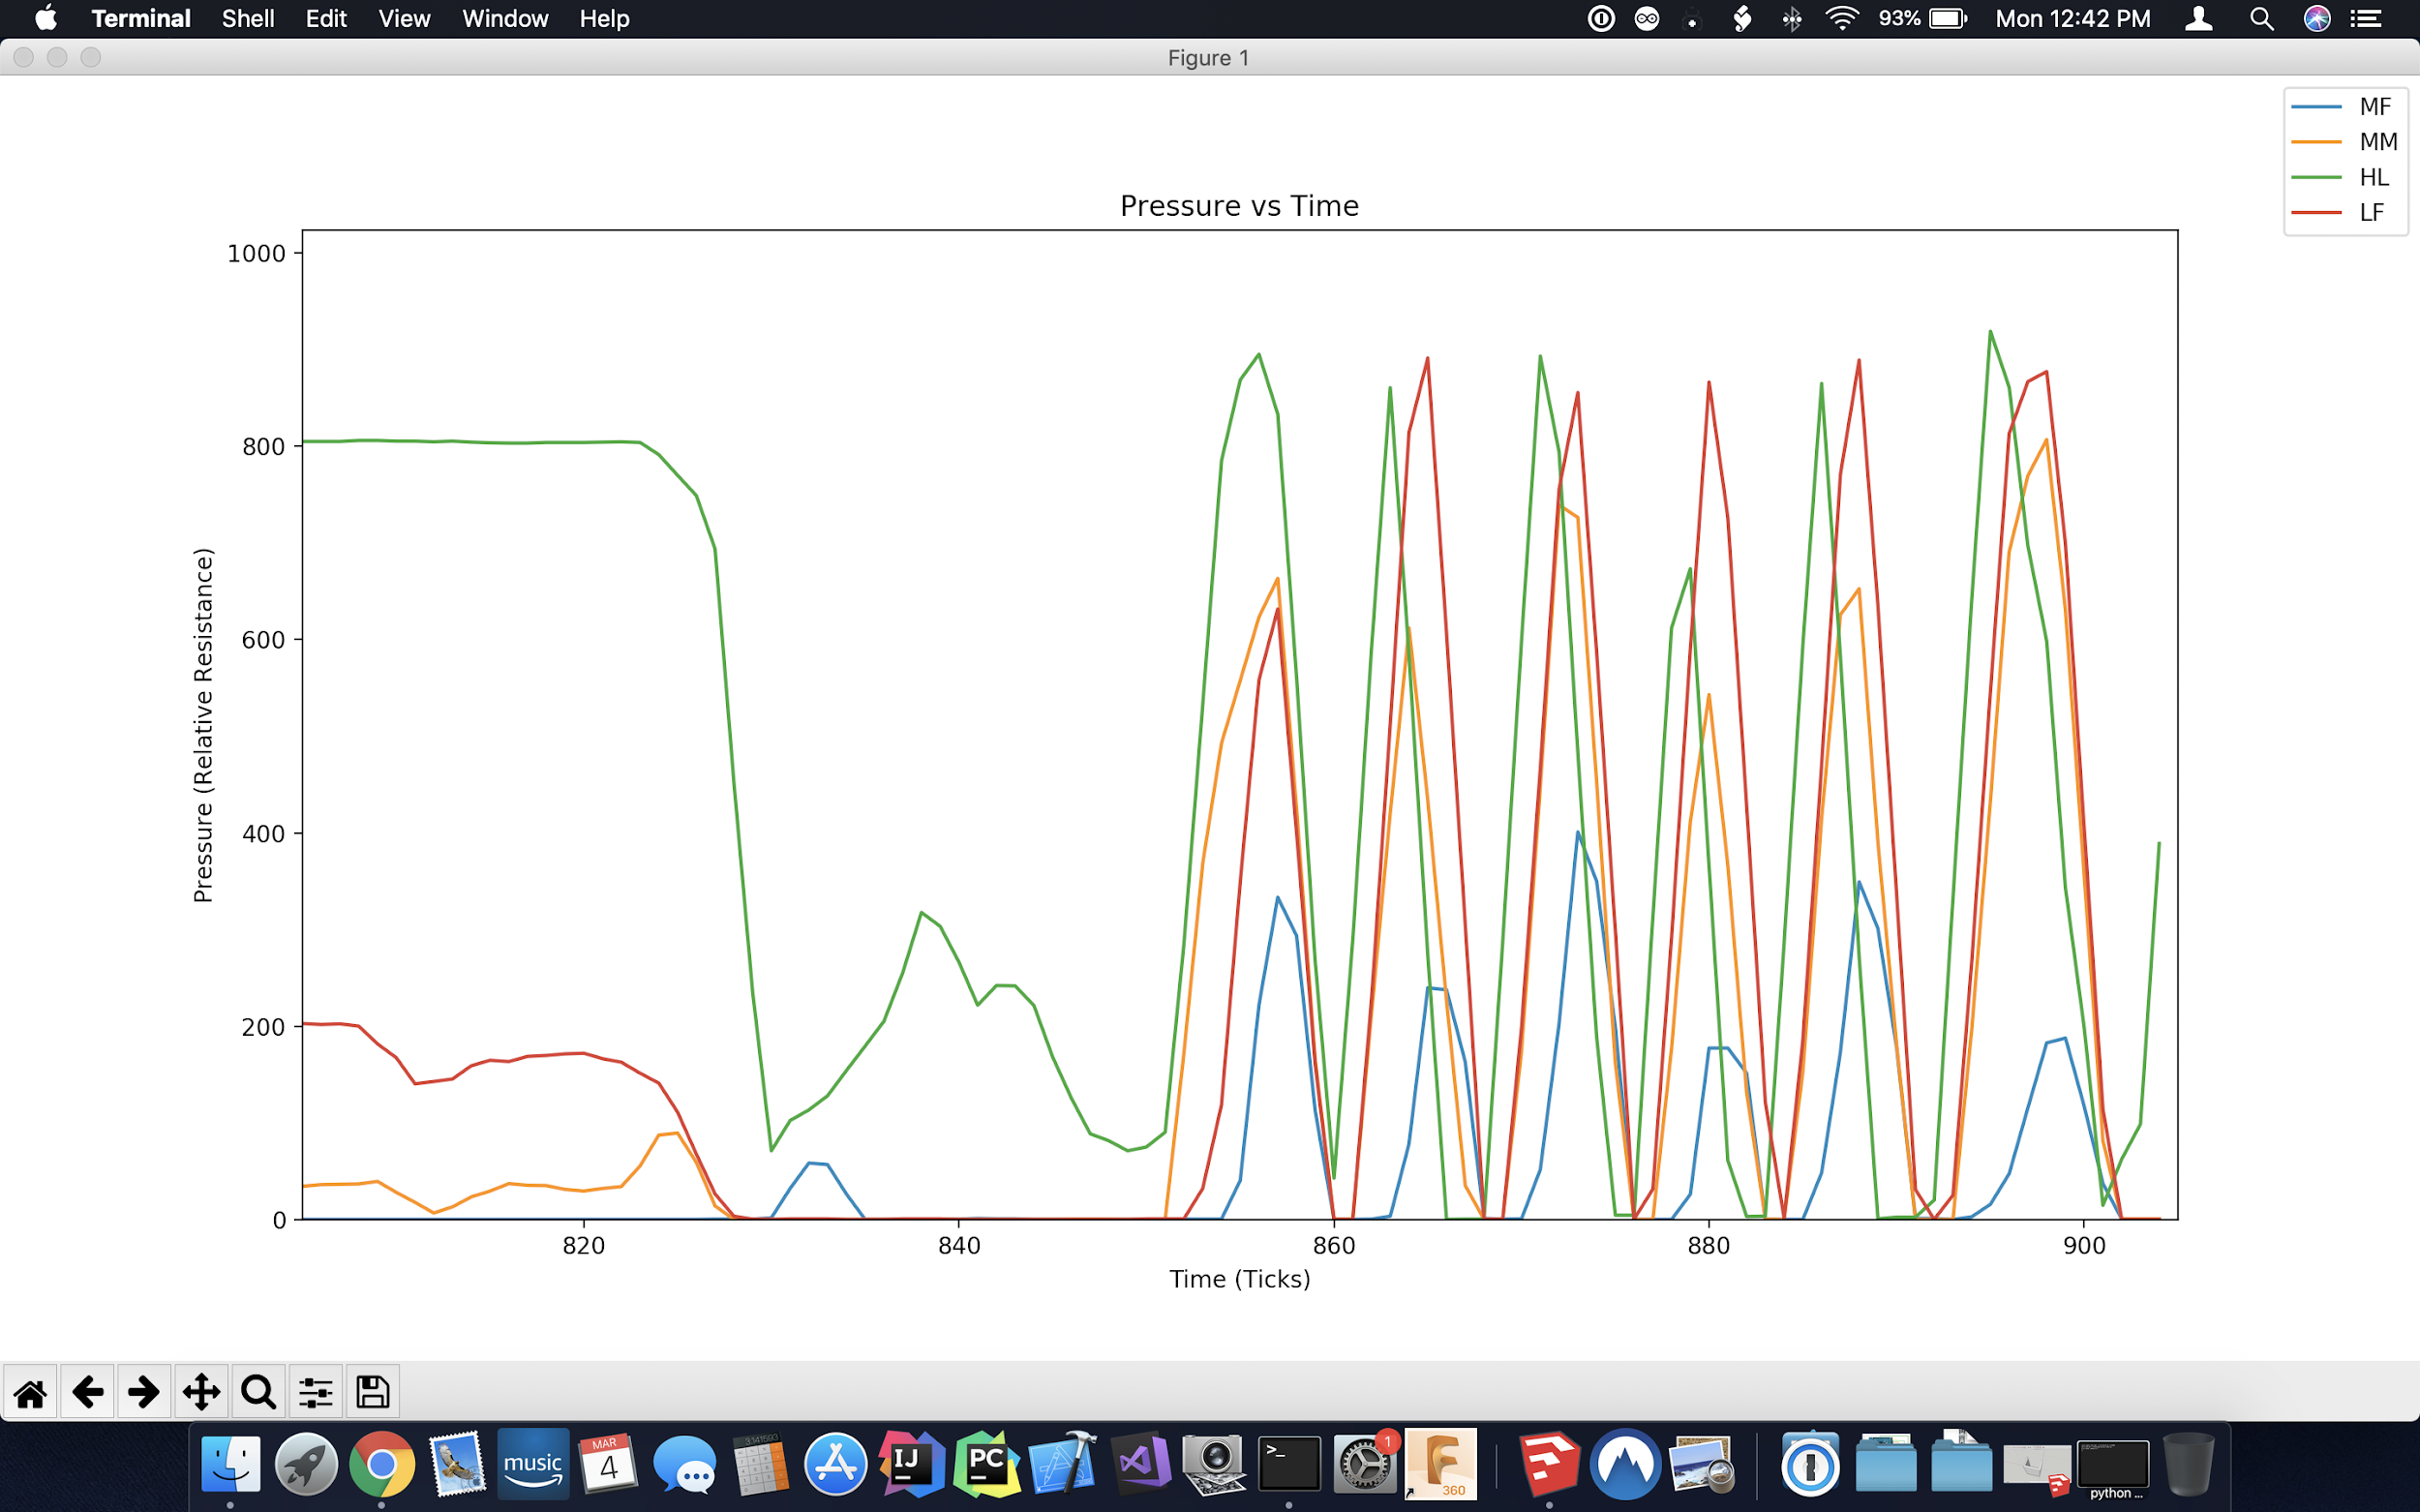 Terminal Shell Edit View Window Help 93% Mon 12:42 PM
Figure 1
MF
MM
HL
LF
Pressure vs Time
1000
800
600
400
200
0
Pressure (Relative Resistance)
820 840 860 880 900
Time (Ticks)
music
MAR
4
3.141593
IJ
PC
>_
1
F
360
python ...